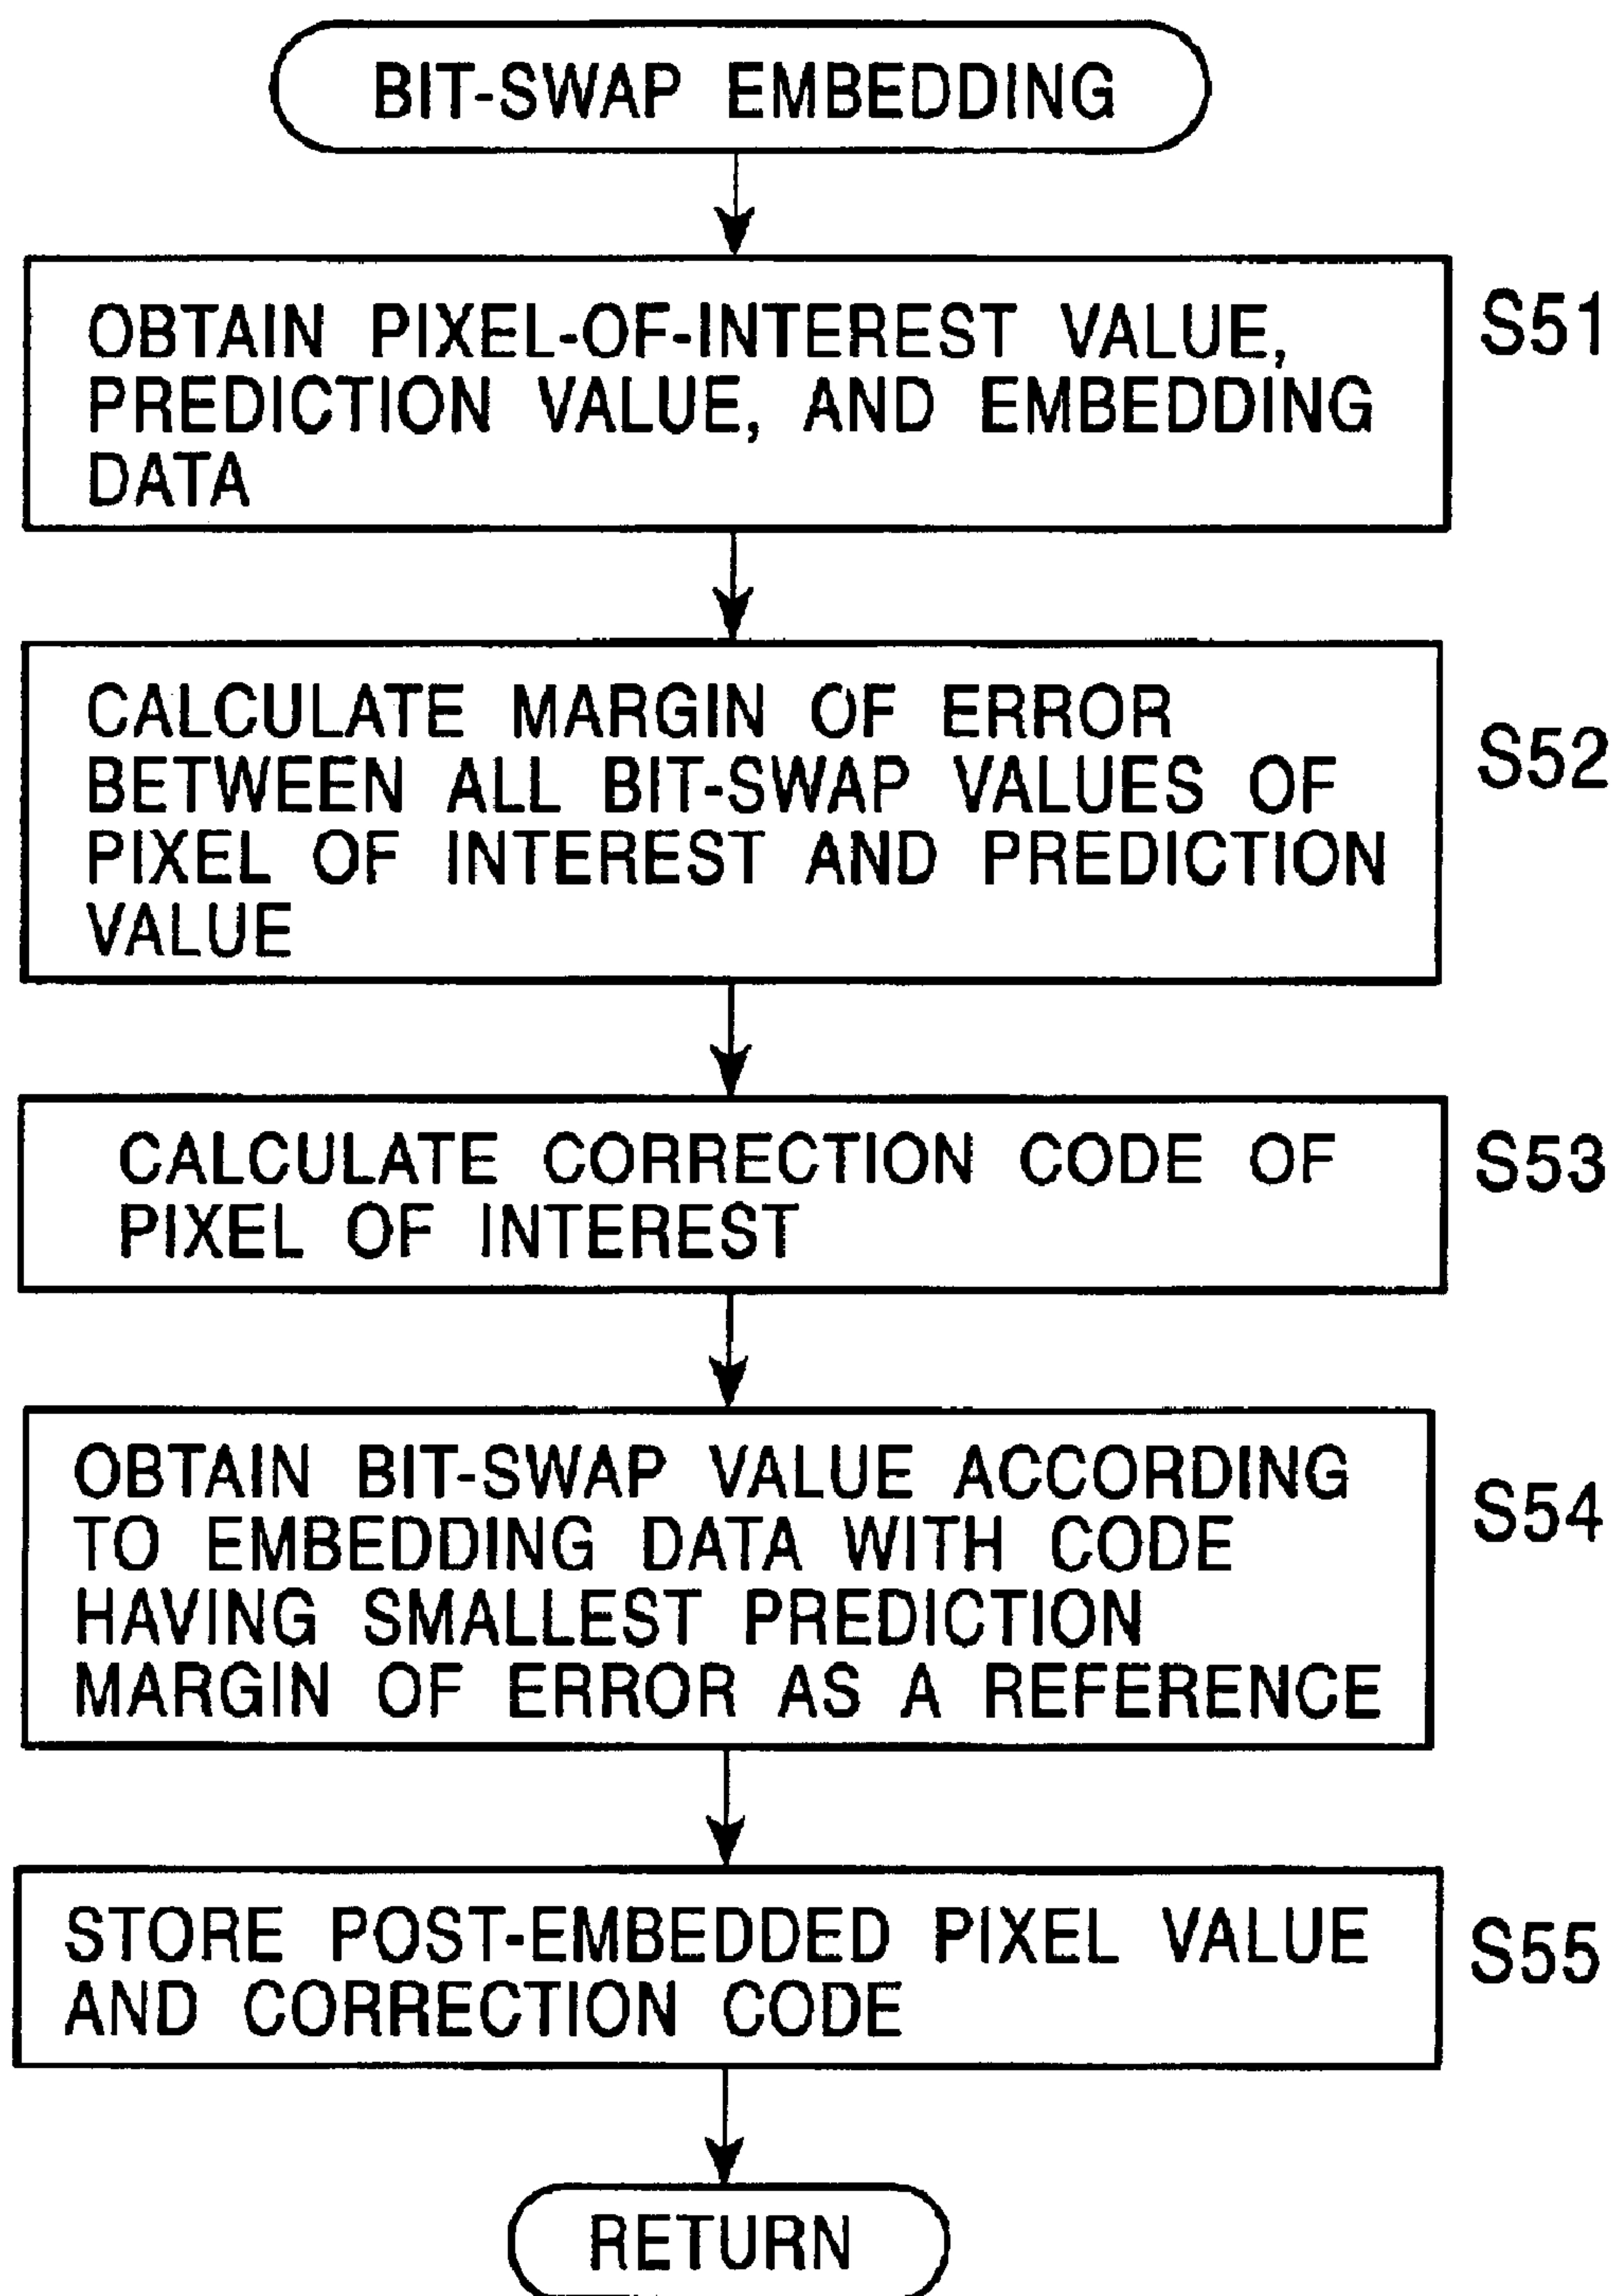 BIT-SWAP EMBEDDING
OBTAIN PIXEL-OF-INTEREST VALUE,
PREDICTION VALUE, AND EMBEDDING
DATA
S51
CALCULATE MARGIN OF ERROR
BETWEEN ALL BIT-SWAP VALUES OF
PIXEL OF INTEREST AND PREDICTION
VALUE
S52
CALCULATE CORRECTION CODE OF
PIXEL OF INTEREST
S53
OBTAIN BIT-SWAP VALUE ACCORDING
TO EMBEDDING DATA WITH CODE
HAVING SMALLEST PREDICTION
MARGIN OF ERROR AS A REFERENCE
S54
STORE POST-EMBEDDED PIXEL VALUE
AND CORRECTION CODE
S55
RETURN